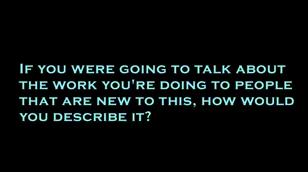 If you were going to talk about
the work you're doing to people
that are new to this, how would
you describe it?